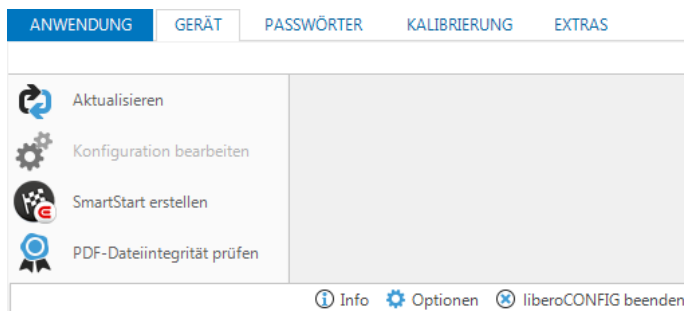 ANWENDUNG GERÄT PASSWÖRTER KALIBRIERUNG EXTRAS
Aktualisieren
Konfiguration bearbeiten
SmartStart erstellen
PDF-Dateiintegrität prüfen
Info Optionen liberoCONFIG beenden